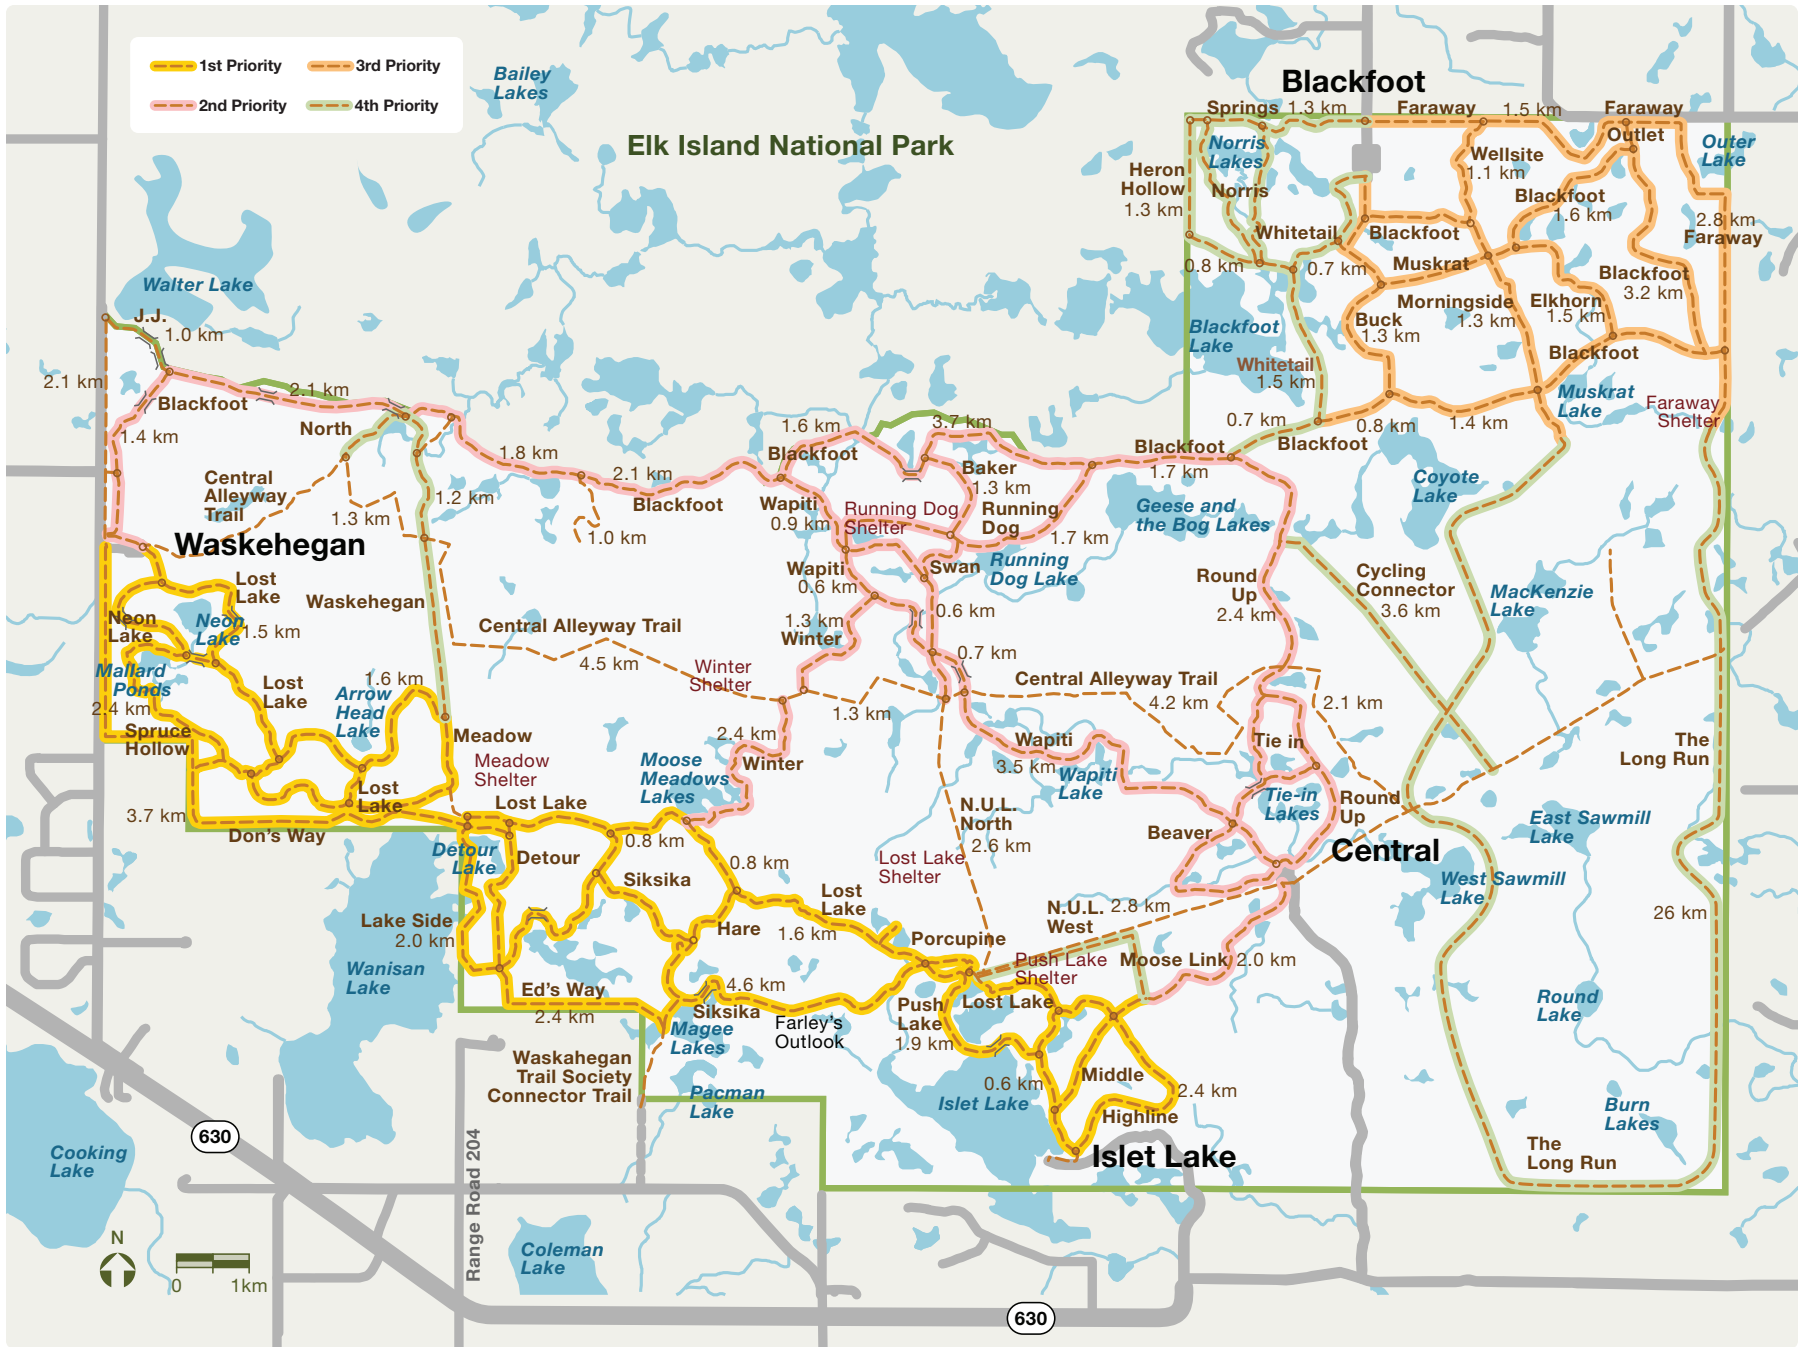 1st Priority
3rd Priority
2nd Priority
4th Priority
Bailey
Lakes
Elk Island National Park
Blackfoot
Springs 1.3 km
Faraway
1.5 km
Faraway
Outlet
Outer
Lake
Norris
Lakes
Wellsite
1.1 km
Heron
Hollow
1.3 km
Norris
Blackfoot
1.6 km
2.8 km
Faraway
Whitetail
Blackfoot
0.8 km
0.7 km
Muskrat
Blackfoot
3.2 km
Walter Lake
J.J.
1.0 km
Morningside
1.3 km
Elkhorn
1.5 km
Buck
1.3 km
Blackfoot
Lake
Blackfoot
Whitetail
1.5 km
2.1 km
2.1 km
Blackfoot
Muskrat
Lake
Faraway
Shelter
1.4 km
North
1.6 km
3.7 km
0.7 km
0.8 km
1.4 km
Blackfoot
1.8 km
Blackfoot
Blackfoot
1.7 km
2.1 km
Baker
1.3 km
Central
Alleyway
Trail
1.2 km
Blackfoot
Wapiti
0.9 km
Running Dog
Shelter
Running
Dog
Coyote
Lake
Geese and
the Bog Lakes
1.3 km
1.0 km
1.7 km
Waskehegan
Running
Dog Lake
Swan
Wapiti
0.6 km
Round
Up
2.4 km
Cycling
Connector
3.6 km
MacKenzie
Lake
Lost
Lake
Waskehegan
Neon
Lake
Neon
Lake
1.5 km
0.6 km
1.3 km
Winter
Central Alleyway Trail
4.5 km
0.7 km
Winter
Shelter
Mallard
Ponds
2.4 km
Lost
Lake
1.6 km
Arrow
Head
Lake
Central Alleyway Trail
4.2 km
2.1 km
1.3 km
Spruce
Hollow
Meadow
Meadow
Shelter
2.4 km
Winter
Moose
Meadows
Lakes
Wapiti
3.5 km
Wapiti
Lake
Tie in
The
Long Run
Lost
Lake
Lost Lake
3.7 km
Don's Way
Tie-in
Lakes
Round
Up
N.U.L.
North
2.6 km
Beaver
East Sawmill
Lake
Detour
Lake
Detour
0.8 km
0.8 km
Lost Lake
Shelter
Central
Siksika
West Sawmill
Lake
Lost
Lake
1.6 km
Lake Side
2.0 km
Hare
N.U.L.
West
2.8 km
26 km
Porcupine
Wanisan
Lake
Push Lake
Shelter
Moose Link
2.0 km
Ed's Way
2.4 km
4.6 km
Siksika
Lost Lake
Push
Lake
1.9 km
Round
Lake
Farley's
Outlook
Magee
Lakes
Waskahegan
Trail Society
Connector Trail
0.6 km
Middle
2.4 km
Pacman
Lake
Islet Lake
Highline
Burn
Lakes
Cooking
Lake
630
Islet Lake
The
Long Run
Range Road 204
N
Coleman
Lake
0
1km
630